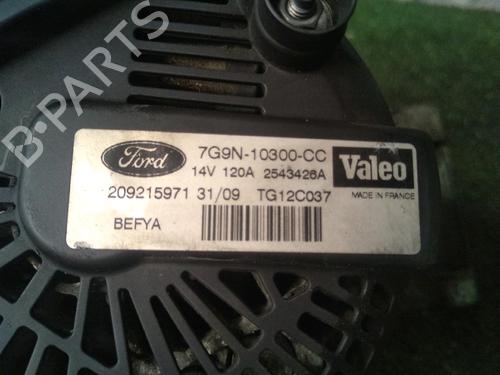 Ford
7G9N-10300-CC
14V 120A 2543426A
Valeo
209215971 31/09 TG12C037
MADE IN FRANCE
BEFYA
B-PARTS